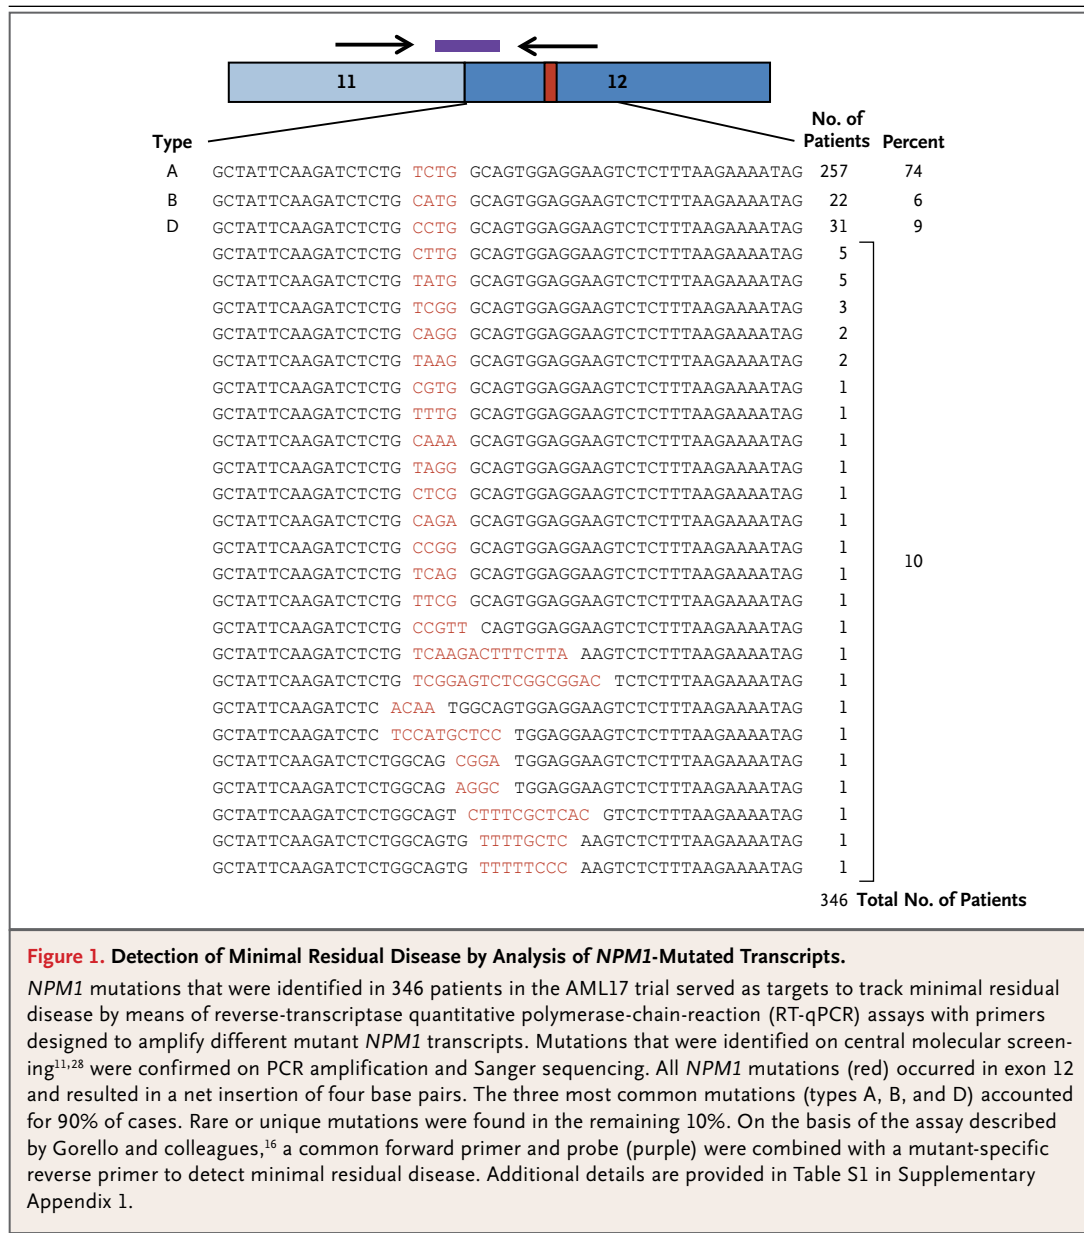 11 12
No. of
Type Patients Percent
A GCTATTCAAGATCTCTG TCTG GCAGTGGAGGAAGTCTCTTTAAGAAAATAG 257 74
B GCTATTCAAGATCTCTG CATG GCAGTGGAGGAAGTCTCTTTAAGAAAATAG 22 6
D GCTATTCAAGATCTCTG CCTG GCAGTGGAGGAAGTCTCTTTAAGAAAATAG 31 9
GCTATTCAAGATCTCTG CTTG GCAGTGGAGGAAGTCTCTTTAAGAAAATAG 5
GCTATTCAAGATCTCTG TATG GCAGTGGAGGAAGTCTCTTTAAGAAAATAG 5
GCTATTCAAGATCTCTG TCGG GCAGTGGAGGAAGTCTCTTTAAGAAAATAG 3
GCTATTCAAGATCTCTG CAGG GCAGTGGAGGAAGTCTCTTTAAGAAAATAG 2
GCTATTCAAGATCTCTG TAAG GCAGTGGAGGAAGTCTCTTTAAGAAAATAG 2
GCTATTCAAGATCTCTG CGTG GCAGTGGAGGAAGTCTCTTTAAGAAAATAG 1
GCTATTCAAGATCTCTG TTTG GCAGTGGAGGAAGTCTCTTTAAGAAAATAG 1
GCTATTCAAGATCTCTG CAAA GCAGTGGAGGAAGTCTCTTTAAGAAAATAG 1
GCTATTCAAGATCTCTG TAGG GCAGTGGAGGAAGTCTCTTTAAGAAAATAG 1
GCTATTCAAGATCTCTG CTCG GCAGTGGAGGAAGTCTCTTTAAGAAAATAG 1
GCTATTCAAGATCTCTG CAGA GCAGTGGAGGAAGTCTCTTTAAGAAAATAG 1
GCTATTCAAGATCTCTG CCGG GCAGTGGAGGAAGTCTCTTTAAGAAAATAG 1
10
GCTATTCAAGATCTCTG TCAG GCAGTGGAGGAAGTCTCTTTAAGAAAATAG 1
GCTATTCAAGATCTCTG TTCG GCAGTGGAGGAAGTCTCTTTAAGAAAATAG 1
GCTATTCAAGATCTCTG CCGTT CAGTGGAGGAAGTCTCTTTAAGAAAATAG 1
GCTATTCAAGATCTCTG TCAAGACTTTCTTA AAGTCTCTTTAAGAAAATAG 1
GCTATTCAAGATCTCTG TCGGAGTCTCGGCGGAC TCTCTTTAAGAAAATAG 1
GCTATTCAAGATCTC ACAA TGGCAGTGGAGGAAGTCTCTTTAAGAAAATAG 1
GCTATTCAAGATCTC TCCATGCTCC TGGAGGAAGTCTCTTTAAGAAAATAG 1
GCTATTCAAGATCTCTGGCAG CGGA TGGAGGAAGTCTCTTTAAGAAAATAG 1
GCTATTCAAGATCTCTGGCAG AGGC TGGAGGAAGTCTCTTTAAGAAAATAG 1
GCTATTCAAGATCTCTGGCAGT CTTTCGCTCAC GTCTCTTTAAGAAAATAG 1
GCTATTCAAGATCTCTGGCAGTG TTTTGCTC AAGTCTCTTTAAGAAAATAG 1
GCTATTCAAGATCTCTGGCAGTG TTTTTCCC AAGTCTCTTTAAGAAAATAG 1
346 Total No. of Patients
Figure 1. Detection of Minimal Residual Disease by Analysis of NPM1-Mutated Transcripts.
NPM1 mutations that were identified in 346 patients in the AML17 trial served as targets to track minimal residual
disease by means of reverse-transcriptase quantitative polymerase-chain-reaction (RT-qPCR) assays with primers
designed to amplify different mutant NPM1 transcripts. Mutations that were identified on central molecular screen-
ing11,28 were confirmed on PCR amplification and Sanger sequencing. All NPM1 mutations (red) occurred in exon 12
and resulted in a net insertion of four base pairs. The three most common mutations (types A, B, and D) accounted
for 90% of cases. Rare or unique mutations were found in the remaining 10%. On the basis of the assay described
by Gorello and colleagues,16 a common forward primer and probe (purple) were combined with a mutant-specific
reverse primer to detect minimal residual disease. Additional details are provided in Table S1 in Supplementary
Appendix 1.